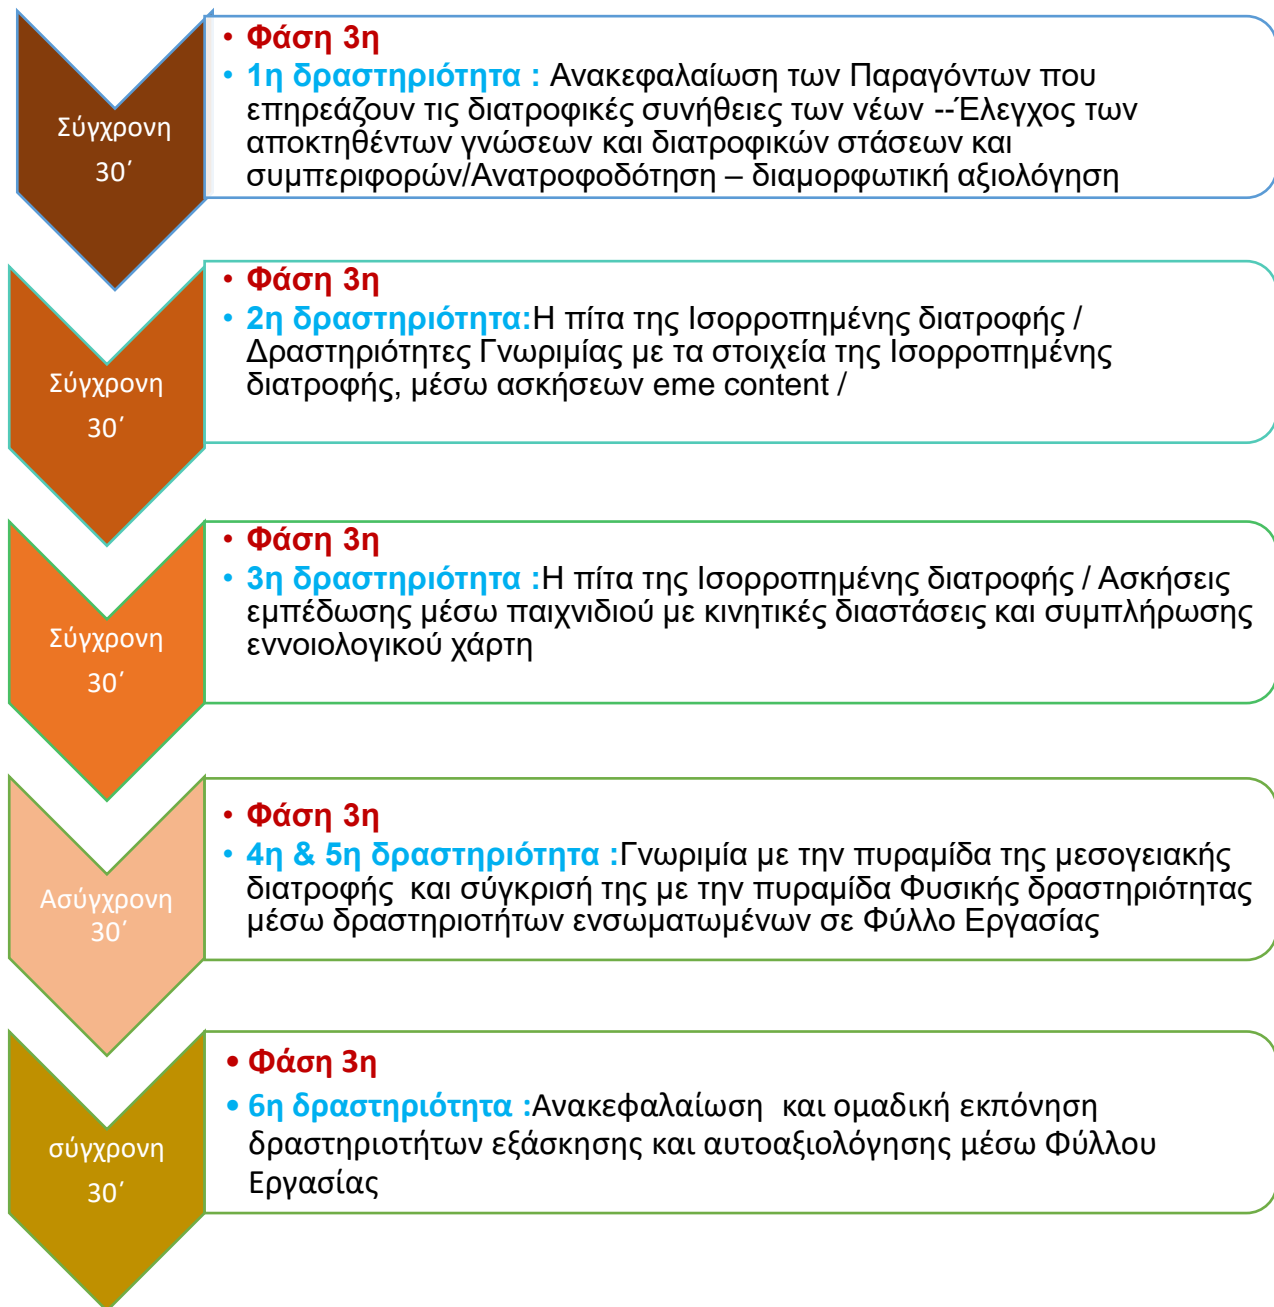 Σύγχρονη
30΄
• Φάση 3η
• 1η δραστηριότητα : Ανακεφαλαίωση των Παραγόντων που
επηρεάζουν τις διατροφικές συνήθειες των νέων --Έλεγχος των
αποκτηθέντων γνώσεων και διατροφικών στάσεων και
συμπεριφορών/Ανατροφοδότηση – διαμορφωτική αξιολόγηση
Σύγχρονη
30΄
• Φάση 3η
• 2η δραστηριότητα:Η πίτα της Ισορροπημένης διατροφής /
Δραστηριότητες Γνωριμίας με τα στοιχεία της Ισορροπημένης
διατροφής, μέσω ασκήσεων eme content /
Σύγχρονη
30΄
• Φάση 3η
• 3η δραστηριότητα :Η πίτα της Ισορροπημένης διατροφής / Ασκήσεις
εμπέδωσης μέσω παιχνιδιού με κινητικές διαστάσεις και συμπλήρωσης
εννοιολογικού χάρτη
Ασύγχρονη
30΄
• Φάση 3η
• 4η & 5η δραστηριότητα :Γνωριμία με την πυραμίδα της μεσογειακής
διατροφής και σύγκρισή της με την πυραμίδα Φυσικής δραστηριότητας
μέσω δραστηριοτήτων ενσωματωμένων σε Φύλλο Εργασίας
σύγχρονη
30΄
• Φάση 3η
• 6η δραστηριότητα :Ανακεφαλαίωση και ομαδική εκπόνηση
δραστηριοτήτων εξάσκησης και αυτοαξιολόγησης μέσω Φύλλου
Εργασίας